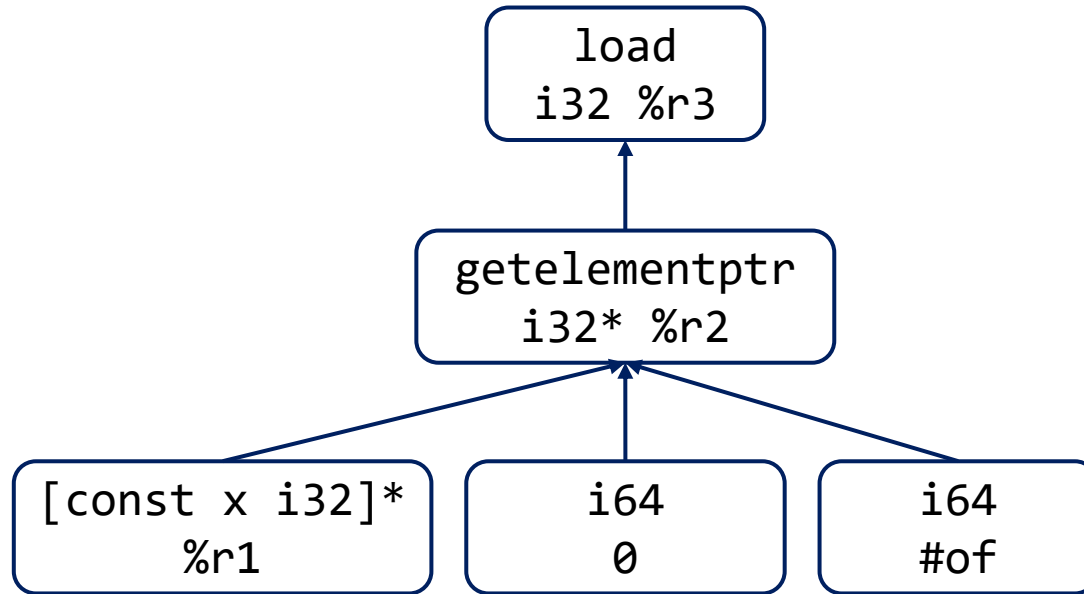 load
i32 %r3
getelementptr
i32* %r2
[const x i32]*
%r1
i64
0
i64
#of